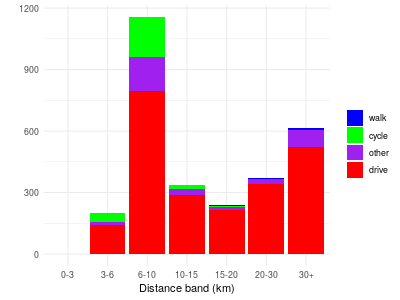 1200
900
600
300
0
0-3 3-6 6-10 10-15 15-20 20-30 30+
Distance band (km)
walk
cycle
other
drive